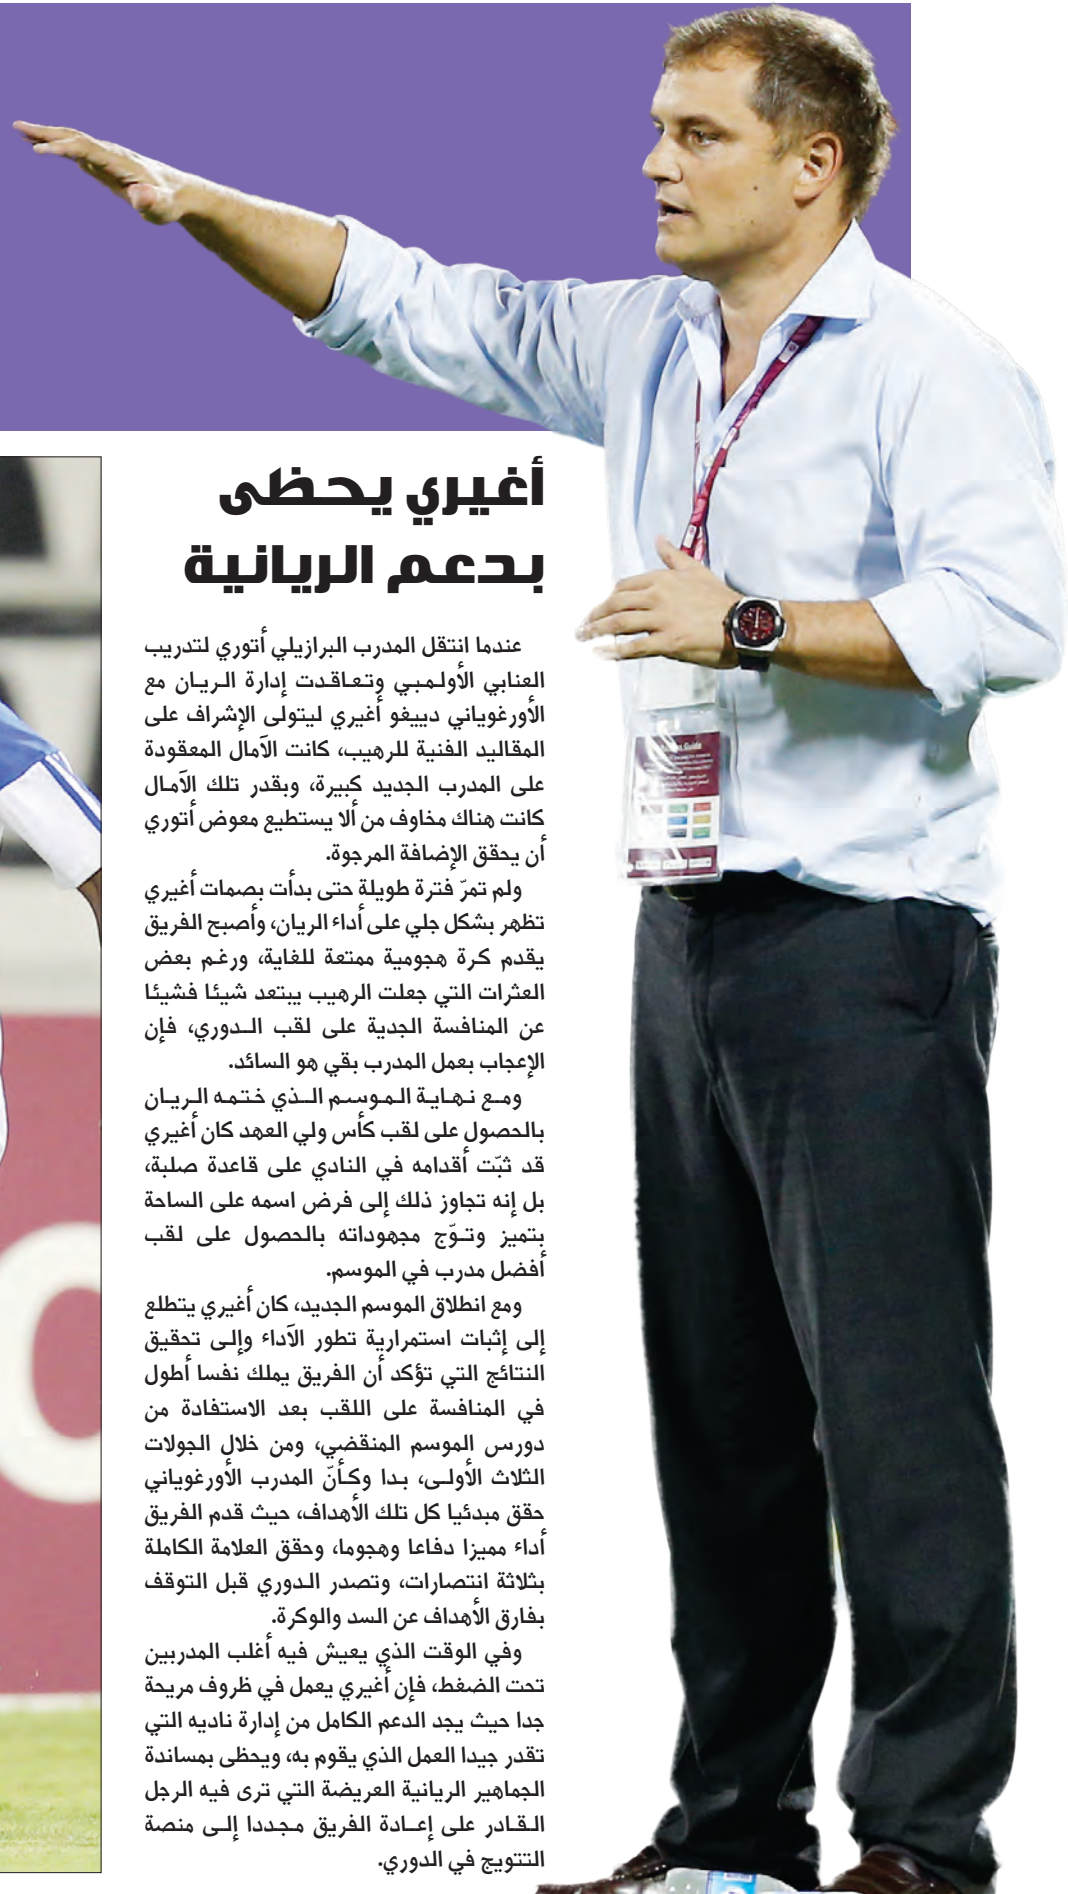 أغيري يحظى
بدعم الريانية
عندما انتقل المدرب البرازيلي أتوري لتدريب
العنابي الأولمبي وتعاقدت إدارة الريان مع
الأورغوياني دييغو أغيري ليتولى الإشراف على
المقاليد الفنية للرهيب، كانت الآمال المعقودة
على المدرب الجديد كبيرة، وبقدر تلك الآمال
كانت هناك مخاوف من ألا يستطيع معوض أتوري
أن يحقق الإضافة المرجوة.
ولم تمرّ فترة طويلة حتى بدأت بصمات أغيري
تظهر بشكل جلي على أداء الريان، وأصبح الفريق
يقدم كرة هجومية ممتعة للغاية، ورغم بعض
العثرات التي جعلت الرهيب يبتعد شيئا فشيئا
عن المنافسة الجدية على لقب الدوري، فإن
الإعجاب بعمل المدرب بقي هو السائد.
ومع نهاية الموسم الذي ختمه الريان
بالحصول على لقب كأس ولي العهد كان أغيري
قد ثبّت أقدامه في النادي على قاعدة صلبة،
بل إنه تجاوز ذلك إلى فرض اسمه على الساحة
بتميز وتوّج مجهوداته بالحصول على لقب
أفضل مدرب في الموسم.
ومع انطلاق الموسم الجديد، كان أغيري يتطلع
إلى إثبات استمرارية تطور الآداء وإلى تحقيق
النتائج التي تؤكد أن الفريق يملك نفسا أطول
في المنافسة على اللقب بعد الاستفادة من
دورس الموسم المنقضي، ومن خلال الجولات
الثلاث الأولى، بدا وكأنّ المدرب الأورغوياني
حقق مبدئيا كل تلك الأهداف، حيث قدم الفريق
أداء مميزا دفاعا وهجوما، وحقق العلامة الكاملة
بثلاثة انتصارات، وتصدر الدوري قبل التوقف
بفارق الأهداف عن السد والوكرة.
وفي الوقت الذي يعيش فيه أغلب المدربين
تحت الضغط، فإن أغيري يعمل في ظروف مريحة
جدا حيث يجد الدعم الكامل من إدارة ناديه التي
تقدر جيدا العمل الذي يقوم به، ويحظى بمساندة
الجماهير الريانية العريضة التي ترى فيه الرجل
القادر على إعادة الفريق مجددا إلى منصة
التتويج في الدوري.